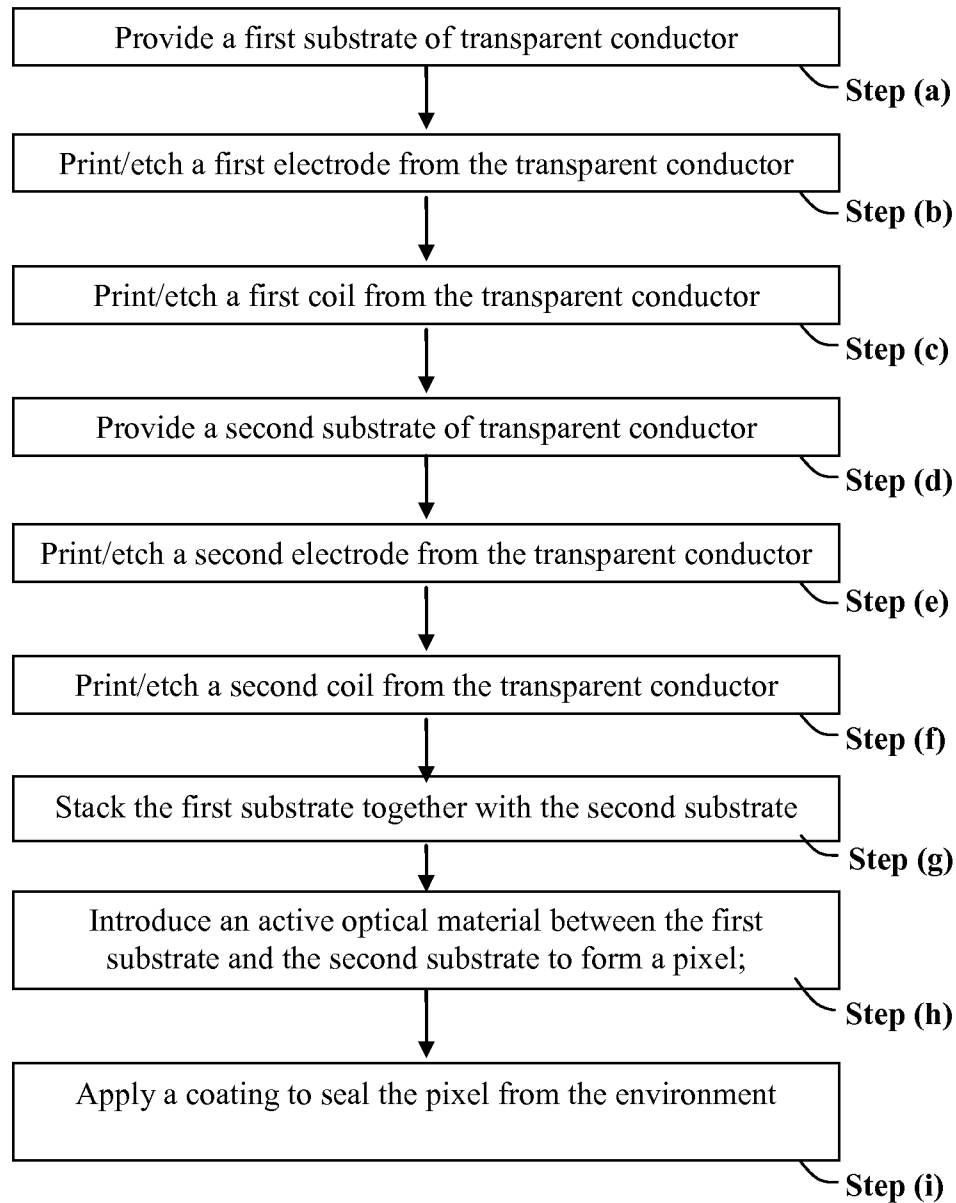 Provide a first substrate of transparent conductor
Step (a)
Print/etch a first electrode from the transparent conductor
Step (b)
Print/etch a first coil from the transparent conductor
Step (c)
Provide a second substrate of transparent conductor
Step (d)
Print/etch a second electrode from the transparent conductor
Step (e)
Print/etch a second coil from the transparent conductor
Step (f)
Stack the first substrate together with the second substrate
Step (g)
Introduce an active optical material between the first
substrate and the second substrate to form a pixel;
Step (h)
Apply a coating to seal the pixel from the environment
Step (i)